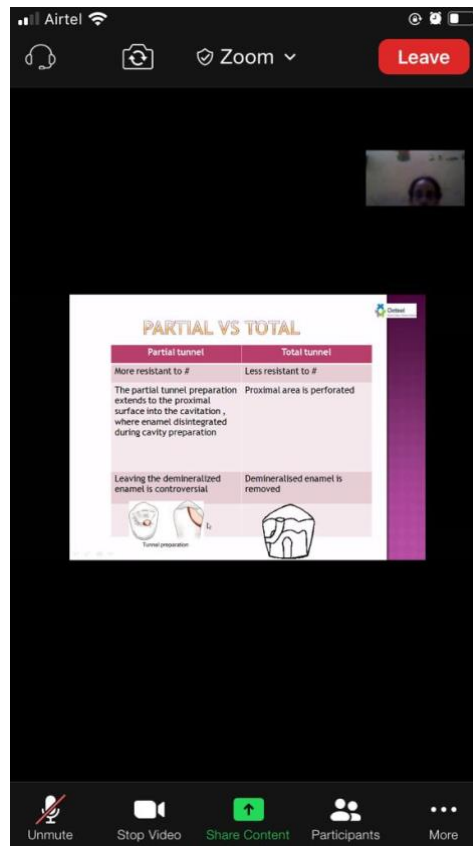 Airtel
Zoom
Leave
PARTIAL VS TOTAL
Partial tunnel
Total tunnel
More resistant to #
Less resistant to #
The partial tunnel preparation
extends to the proximal
surface into the cavitation ,
where enamel disintegrated
during cavity preparation
Proximal area is perforated
Leaving the demineralized
enamel is controversial
Demineralised enamel is
removed
Tunnel preparation
Unmute
Stop Video
Share Content
Participants
More